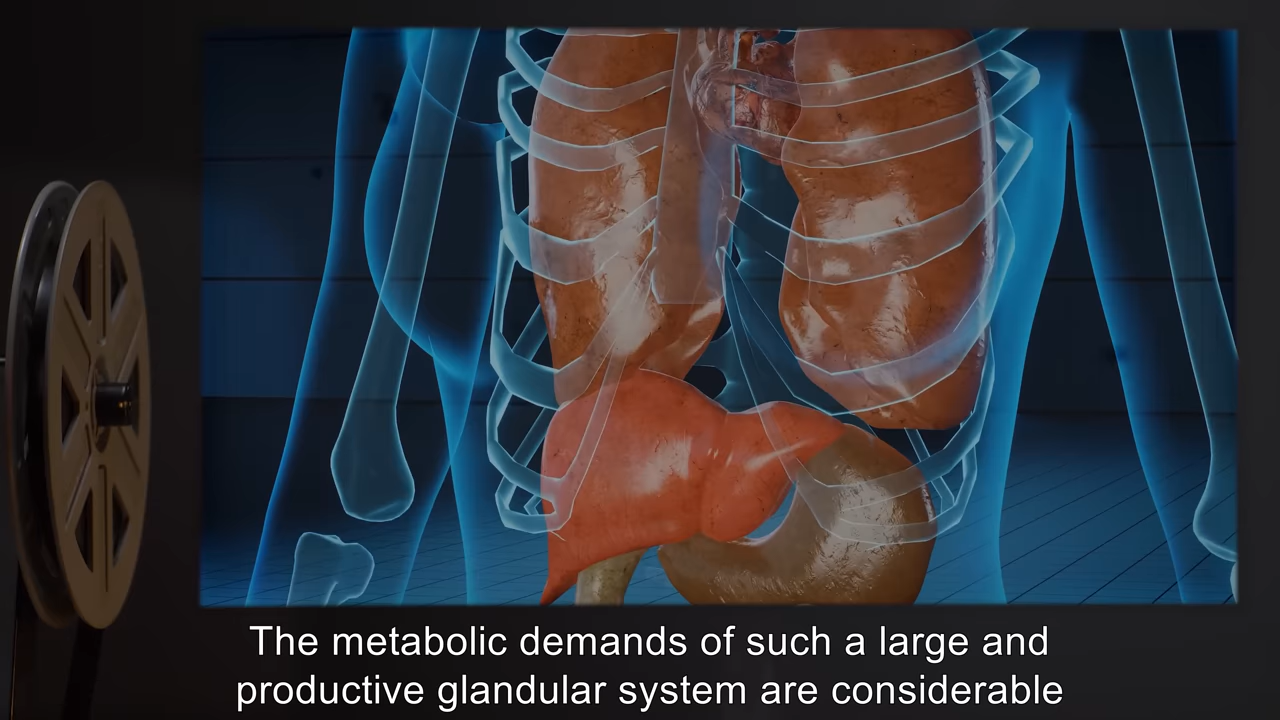 The metabolic demands of such a large and
productive glandular system are considerable